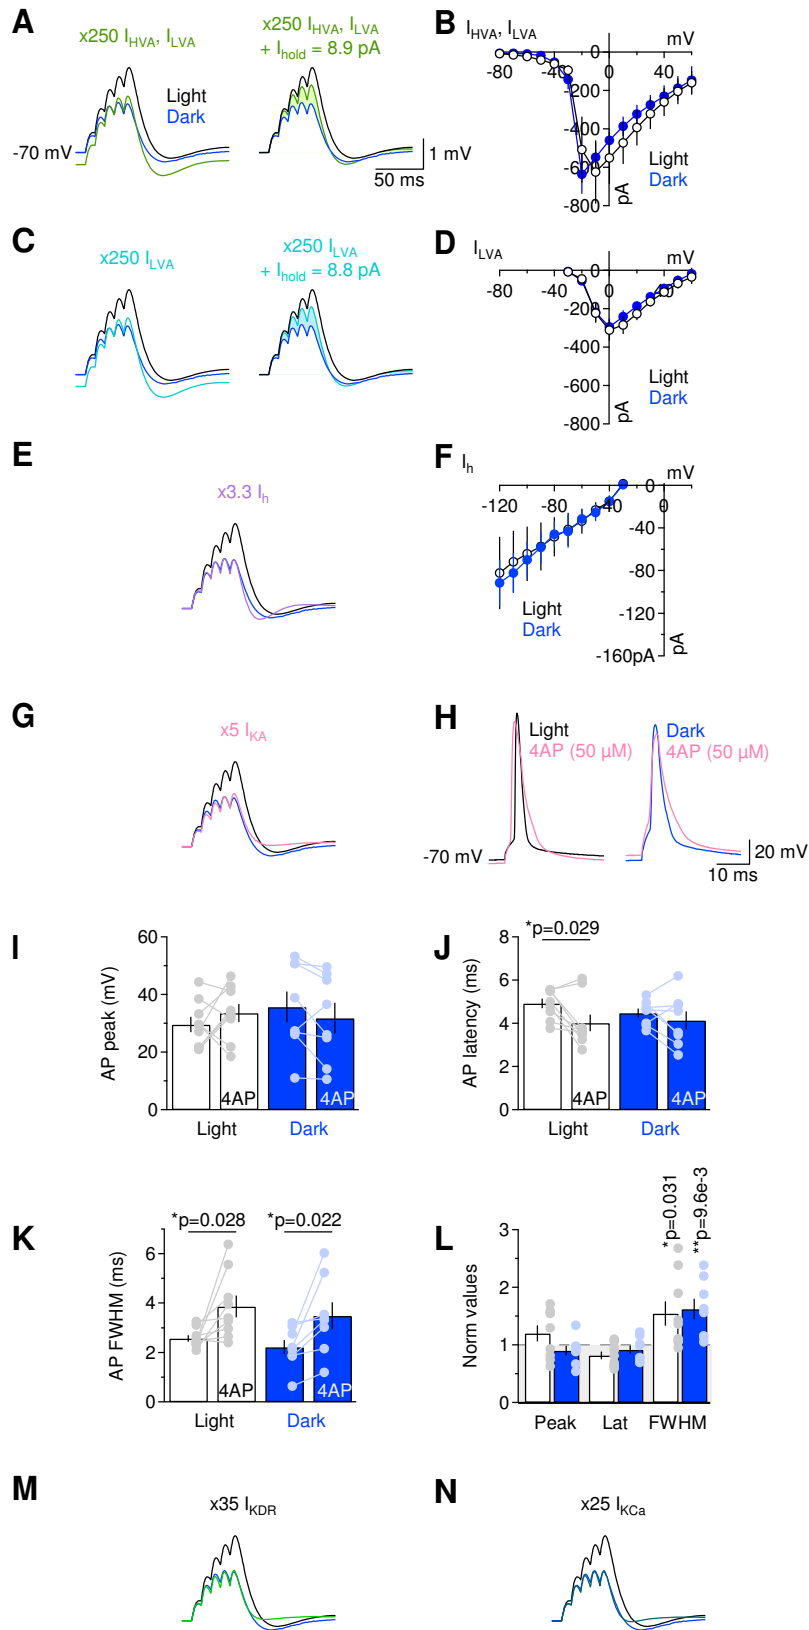 A
x250 IHVA, ILVA
x250 IHVA, ILVA
+ Ihold = 8.9 pA
Light
Dark
-70 mV
1 mV
50 ms
B
IHVA, ILVA
mV
-80
-40
0
0
40
-200
-400
-600
-800
pA
Light
Dark
C
x250 ILVA
x250 ILVA
+ Ihold = 8.8 pA
D
ILVA
mV
-80
-40
0
0
40
-200
-400
-600
-800
pA
Light
Dark
E
x3.3 Ih
F
Ih
mV
-120
-80
-40
0
0
-40
-80
-120
-160pA
pA
Light
Dark
G
x5 IKA
H
Light
4AP (50 µM)
Dark
4AP (50 µM)
-70 mV
20 mV
10 ms
I
AP peak (mV)
60
40
20
0
4AP
4AP
Light
Dark
J
*p=0.029
AP latency (ms)
8
6
4
2
0
4AP
4AP
Light
Dark
K
*p=0.028
*p=0.022
AP FWHM (ms)
6
4
2
0
4AP
4AP
Light
Dark
L
*p=0.031
**p=9.6e-3
Norm values
3
2
1
0
Peak
Lat
FWHM
M
x35 IKDR
N
x25 IKCa